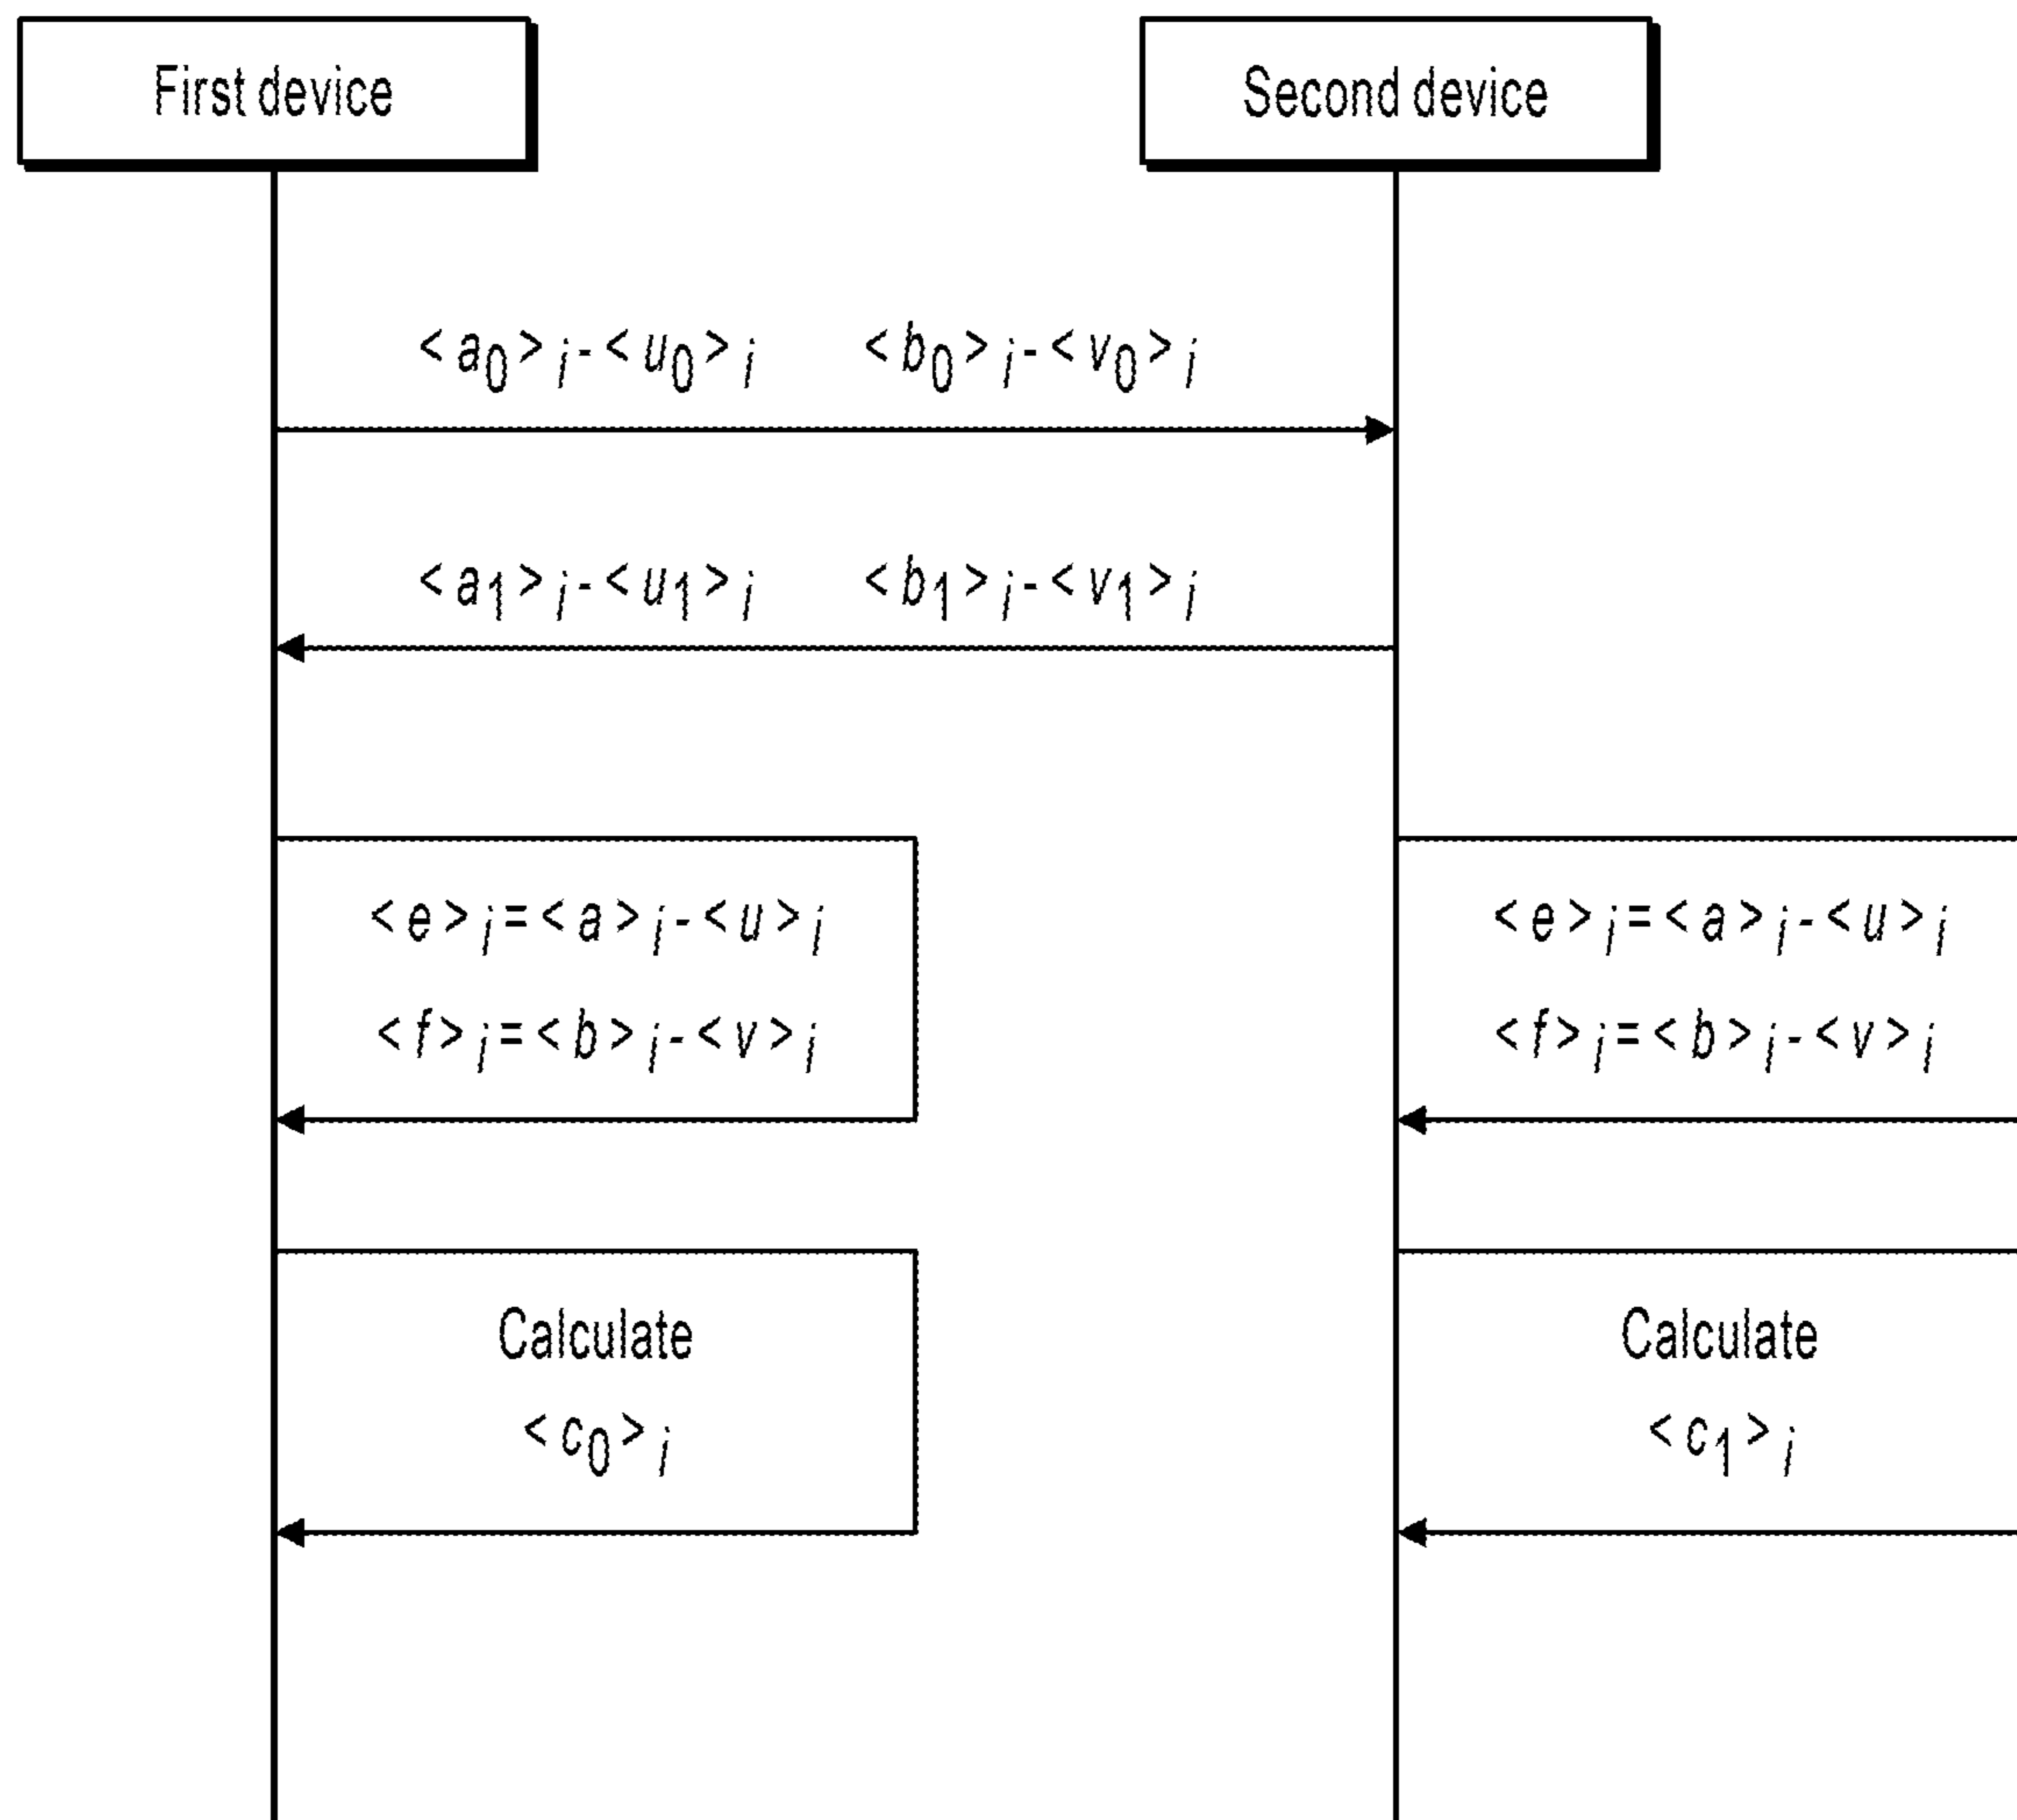 First device
Second device
<a₀>ᵢ-<u₀>ᵢ <b₀>ᵢ-<v₀>ᵢ
<a₁>ᵢ-<u₁>ᵢ <b₁>ᵢ-<v₁>ᵢ
<e>ᵢ=<a>ᵢ-<u>ᵢ
<f>ᵢ=<b>ᵢ-<v>ᵢ
<e>ᵢ=<a>ᵢ-<u>ᵢ
<f>ᵢ=<b>ᵢ-<v>ᵢ
Calculate
<c₀>ᵢ
Calculate
<c₁>ᵢ